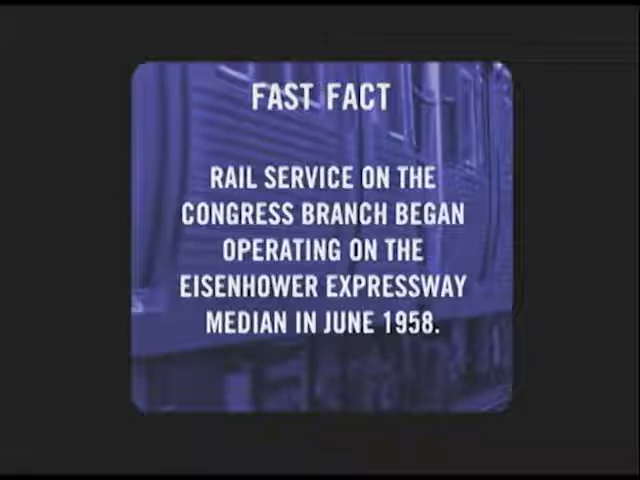 FAST FACT
RAIL SERVICE ON THE
CONGRESS BRANCH BEGAN
OPERATING ON THE
EISENHOWER EXPRESSWAY
MEDIAN IN JUNE 1958.